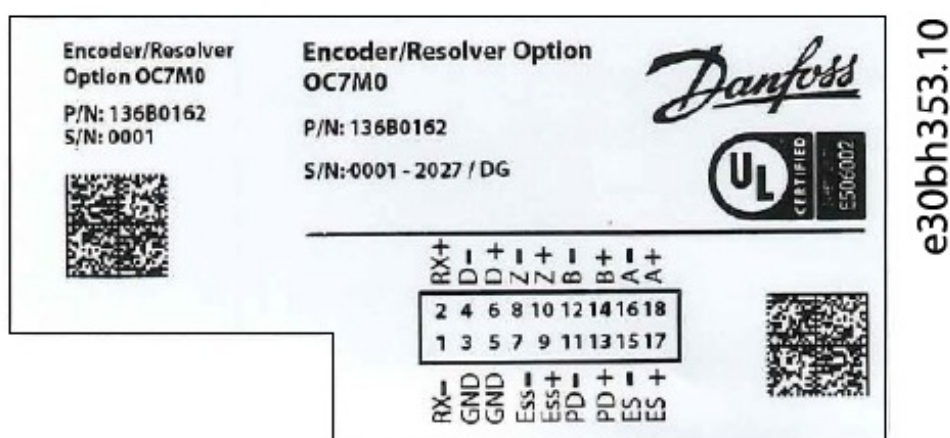 Encoder/Resolver
Option OC7M0
P/N: 136B0162
S/N: 0001
Encoder/Resolver Option
OC7M0
P/N: 136B0162
S/N:0001 - 2027 / DG
Danfoss
UL
CERTIFIED
E506002
RX+ D- D+ Z- Z+ B- B+ A- A+
2 4 6 8 10 12 14 16 18
1 3 5 7 9 11 13 15 17
RX- GND GND Ess- Ess+ PD- PD+ ES- ES+
e30bh353.10